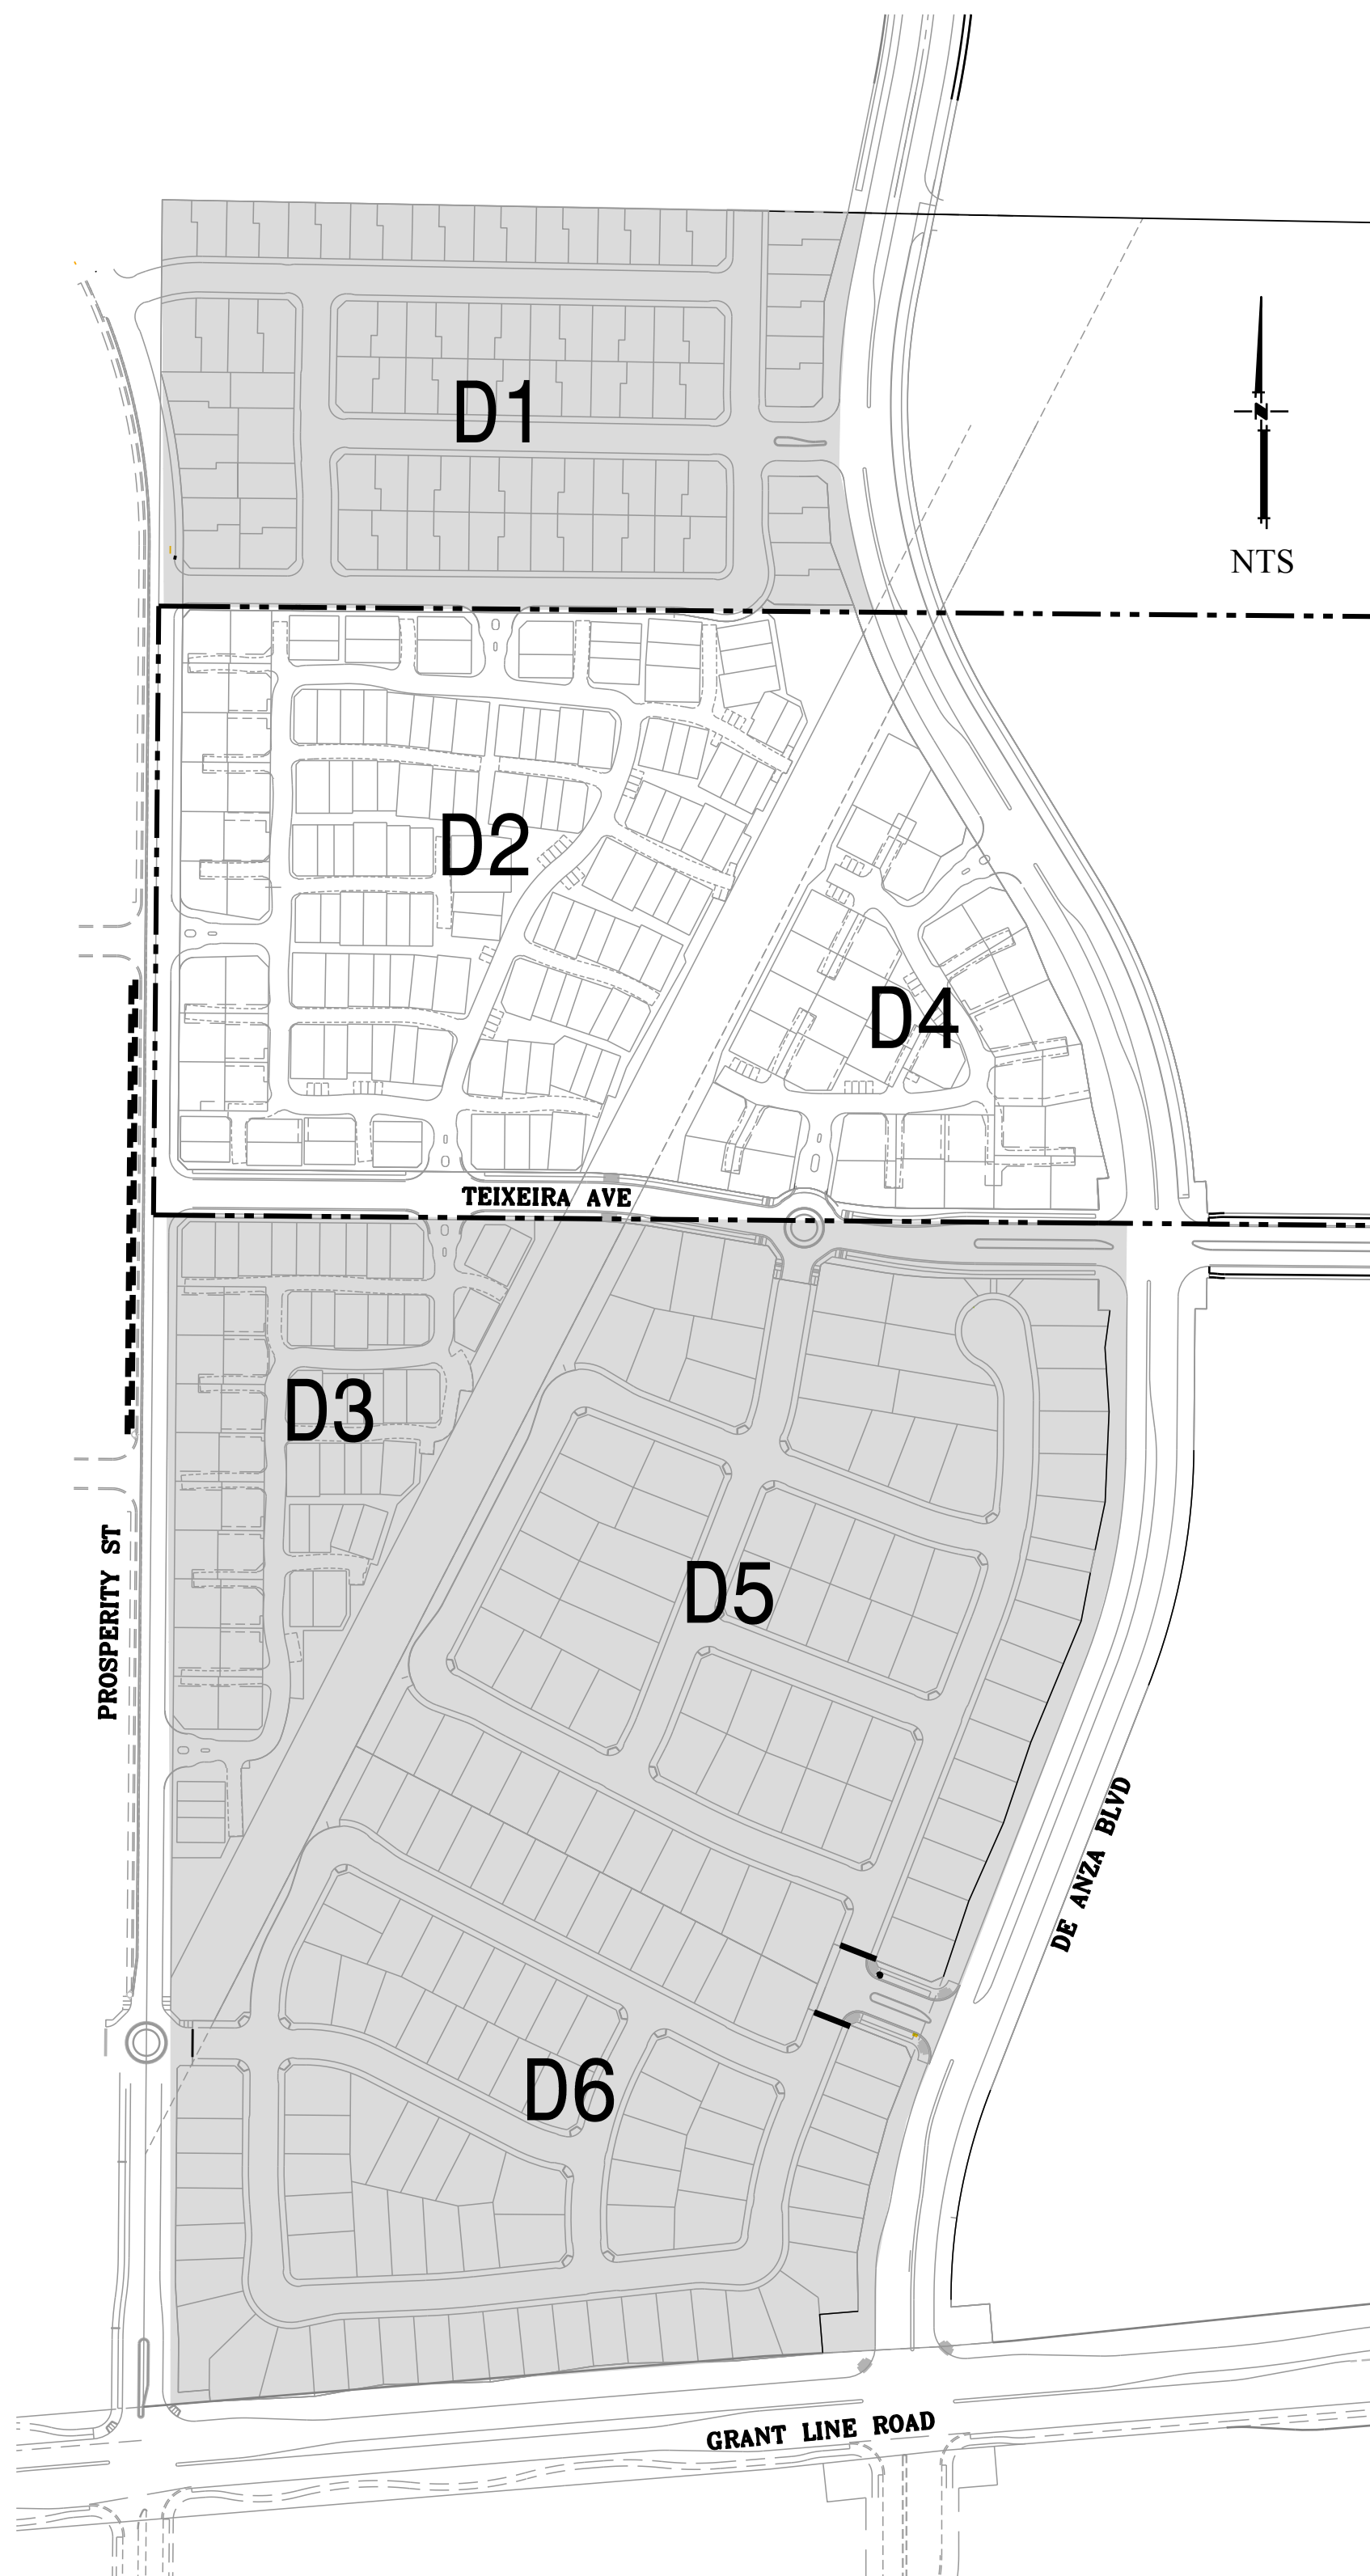 D1
N
NTS
D2
D4
TEIXEIRA AVE
D3
D5
PROSPERITY ST
DE ANZA BLVD
D6
GRANT LINE ROAD